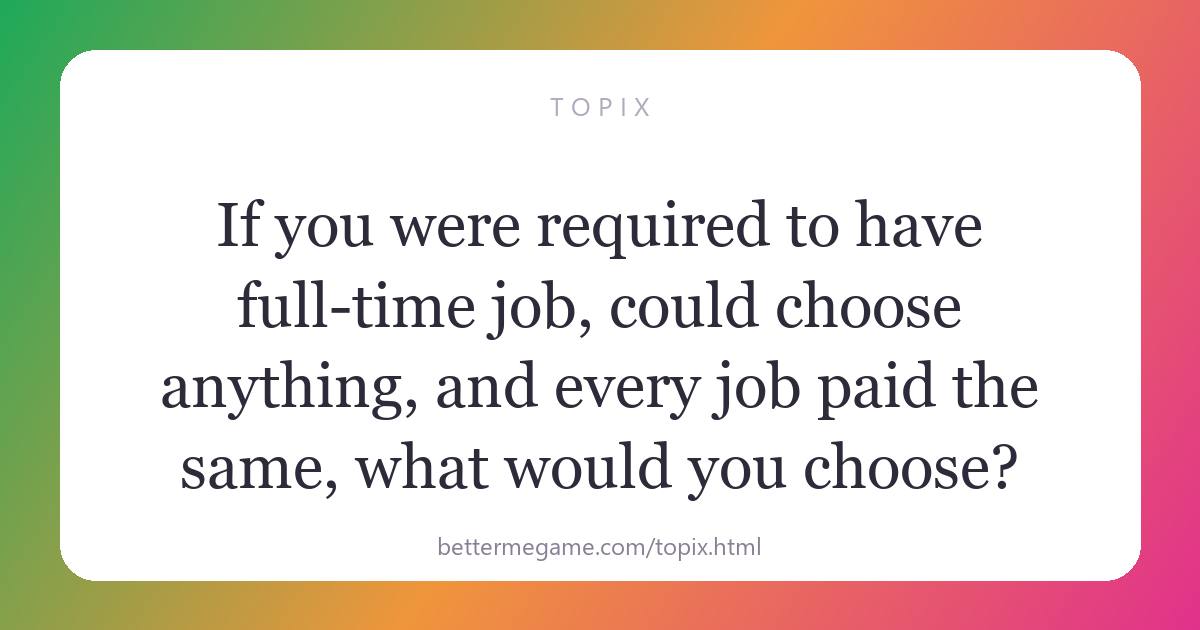 TOPIX
If you were required to have
full-time job, could choose
anything, and every job paid the
same, what would you choose?
bettermegame.com/topix.html